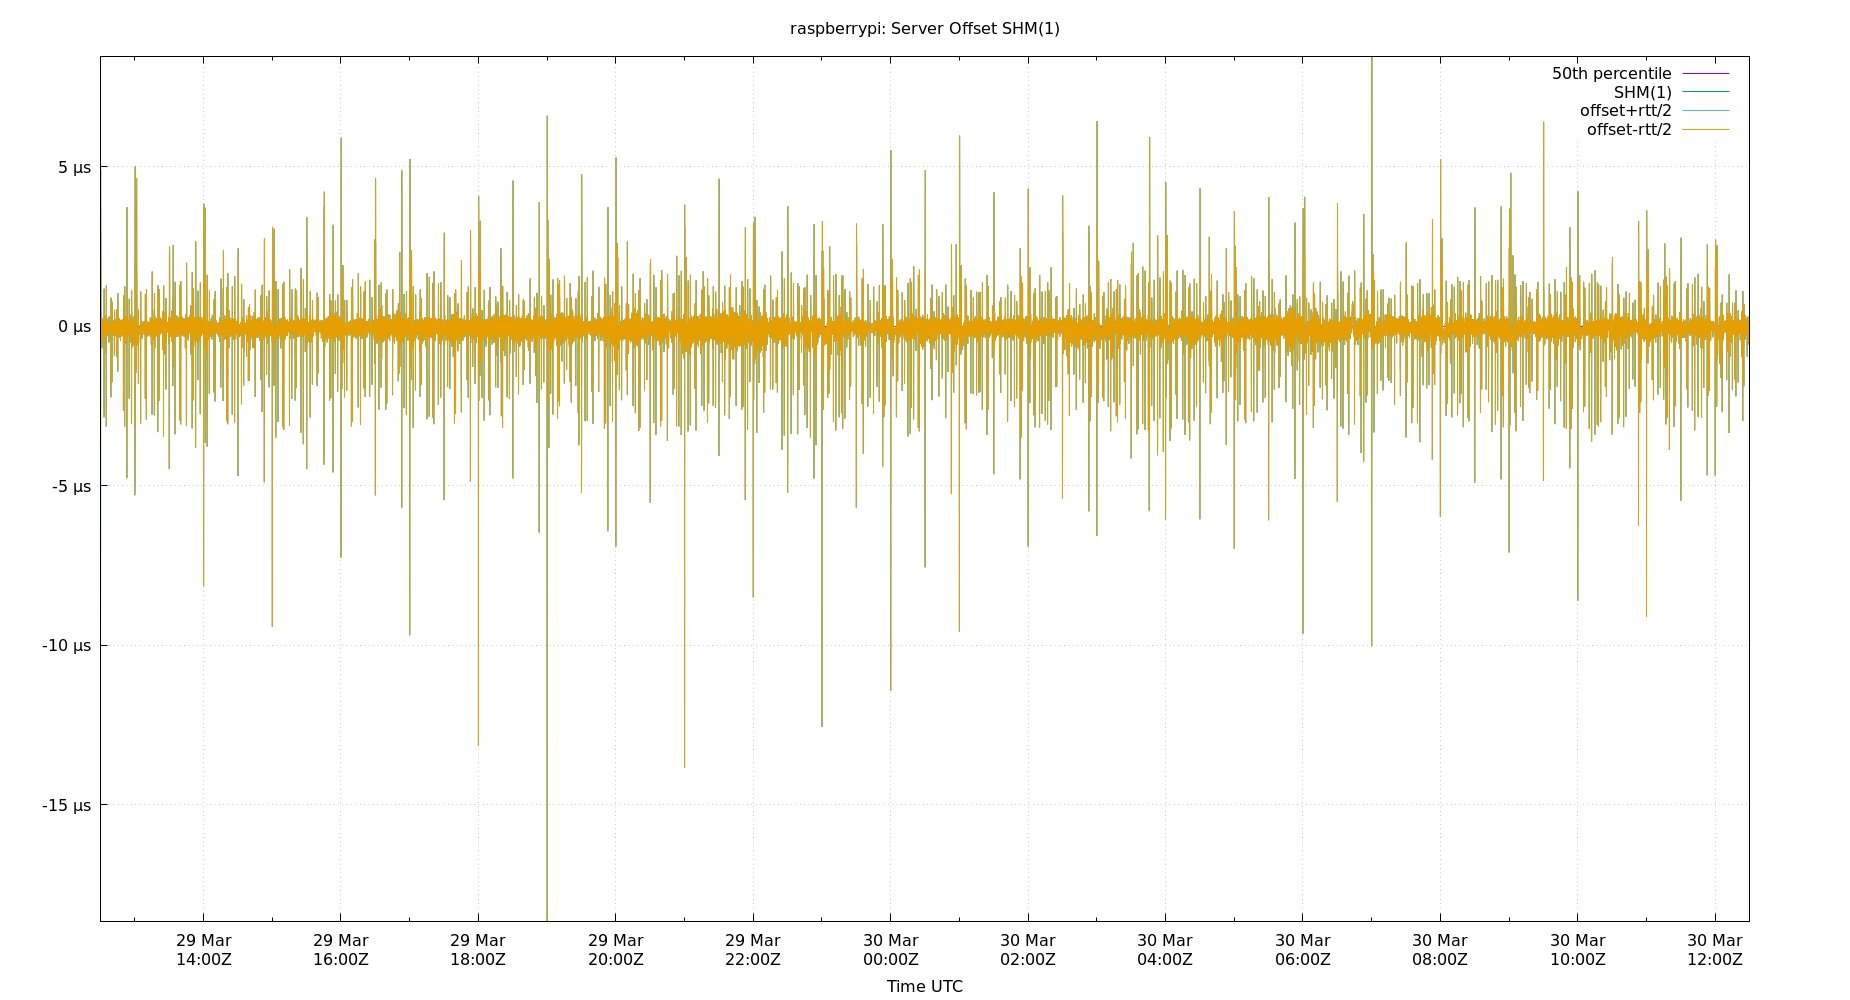 raspberrypi: Server Offset SHM(1)
50th percentile
SHM(1)
offset+rtt/2
offset-rtt/2
5 µs
0 µs
-5 µs
-10 µs
-15 µs
29 Mar 29 Mar 29 Mar 29 Mar 29 Mar 30 Mar 30 Mar 30 Mar 30 Mar 30 Mar 30 Mar 30 Mar
14:00Z 16:00Z 18:00Z 20:00Z 22:00Z 00:00Z 02:00Z 04:00Z 06:00Z 08:00Z 10:00Z 12:00Z
Time UTC